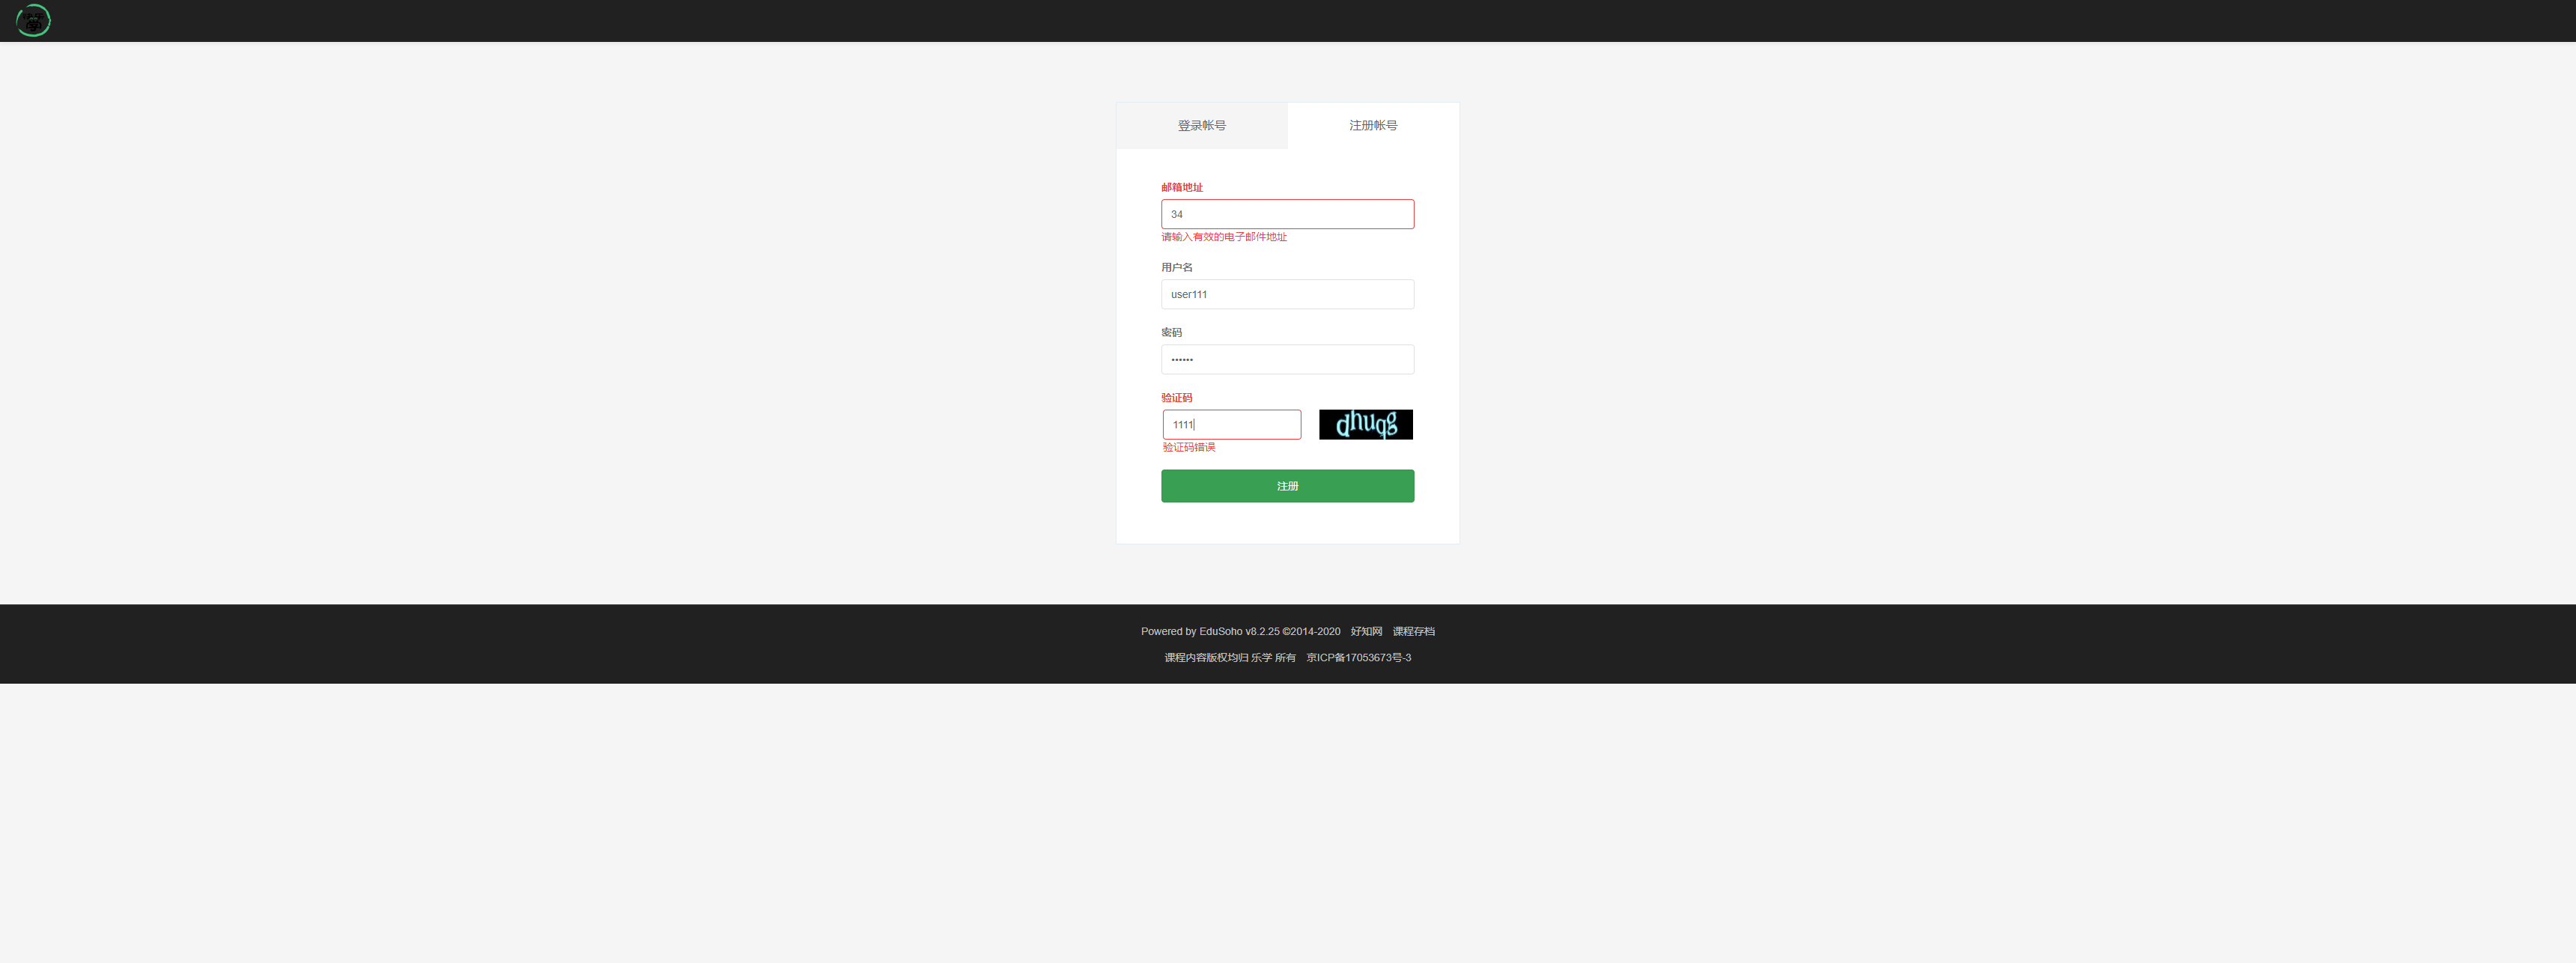 登录帐号 注册帐号
邮箱地址
34
请输入有效的电子邮件地址
用户名
user111
密码
••••••
验证码
1111
dhuqg
验证码错误
注册
Powered by EduSoho v8.2.25 ©2014-2020 好知网 课程存档
课程内容版权均归 乐学 所有 京ICP备17053673号-3